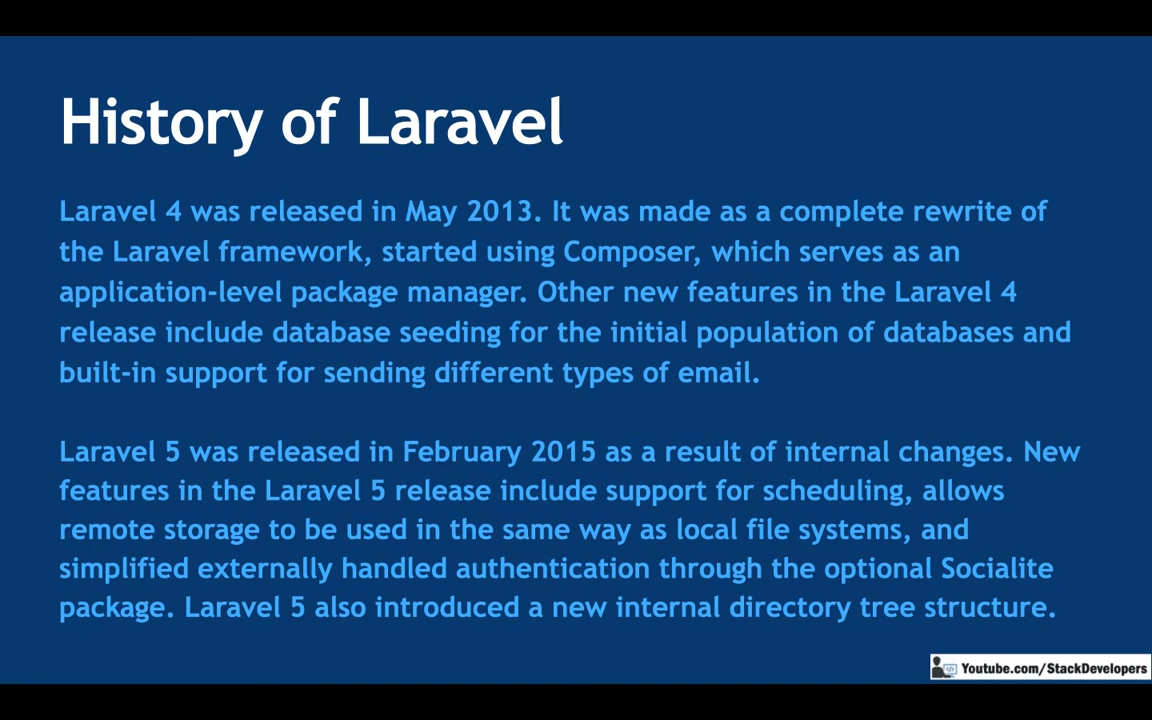 History of Laravel
Laravel 4 was released in May 2013. It was made as a complete rewrite of
the Laravel framework, started using Composer, which serves as an
application-level package manager. Other new features in the Laravel 4
release include database seeding for the initial population of databases and
built-in support for sending different types of email.
Laravel 5 was released in February 2015 as a result of internal changes. New
features in the Laravel 5 release include support for scheduling, allows
remote storage to be used in the same way as local file systems, and
simplified externally handled authentication through the optional Socialite
package. Laravel 5 also introduced a new internal directory tree structure.
Youtube.com/StackDevelopers